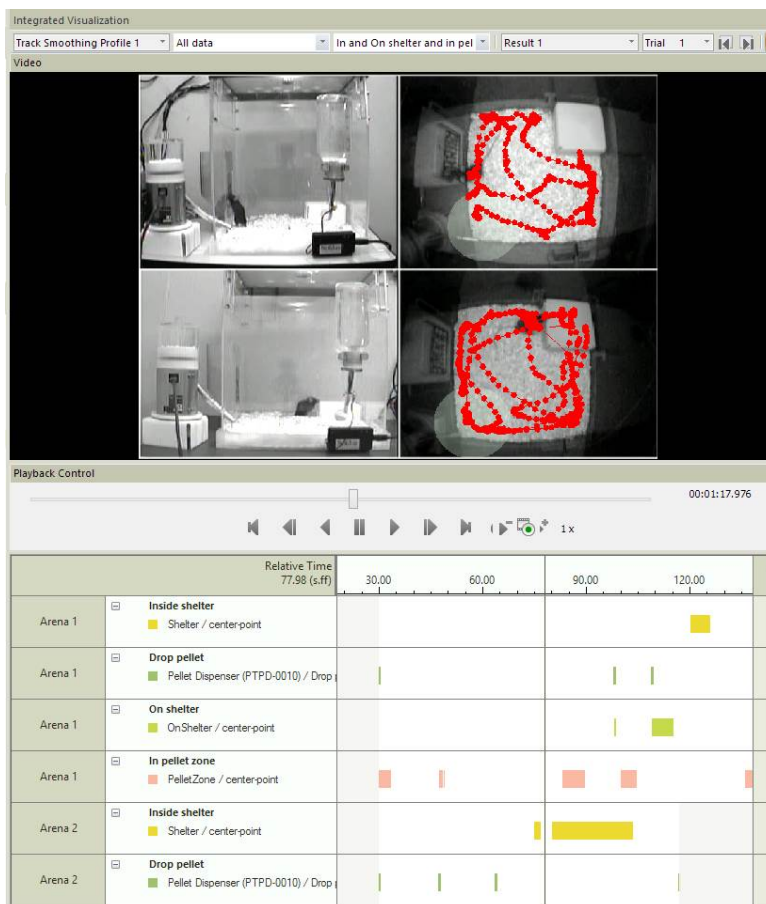 Integrated Visualization
Track Smoothing Profile 1 All data In and On shelter and in pel Result 1 Trial 1
Video
Playback Control
00:01:17.976
1 x
Relative Time
77.98 (s.ff) 30.00 60.00 90.00 120.00
Inside shelter
Arena 1 Shelter / center-point
Drop pellet
Arena 1 Pellet Dispenser (PTPD-0010) / Drop
On shelter
Arena 1 OnShelter / center-point
In pellet zone
Arena 1 PelletZone / center-point
Inside shelter
Arena 2 Shelter / center-point
Drop pellet
Arena 2 Pellet Dispenser (PTPD-0010) / Drop